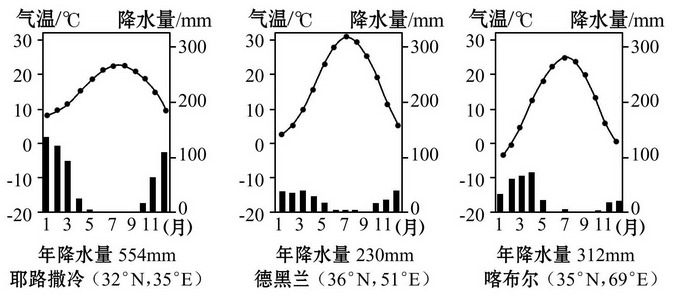 气温/℃ 降水量/mm 气温/℃ 降水量/mm 气温/℃ 降水量/mm
30 300 30 300 30 300
20 20 20
10 200 10 200 10 200
0 0 0
-10 100 -10 100 -10 100
-20 0 -20 0 -20 0
1 3 5 7 9 11 (月) 1 3 5 7 9 11 (月) 1 3 5 7 9 11 (月)
年降水量 554mm 年降水量 230mm 年降水量 312mm
耶路撒冷（32°N,35°E） 德黑兰（36°N,51°E） 喀布尔（35°N,69°E）